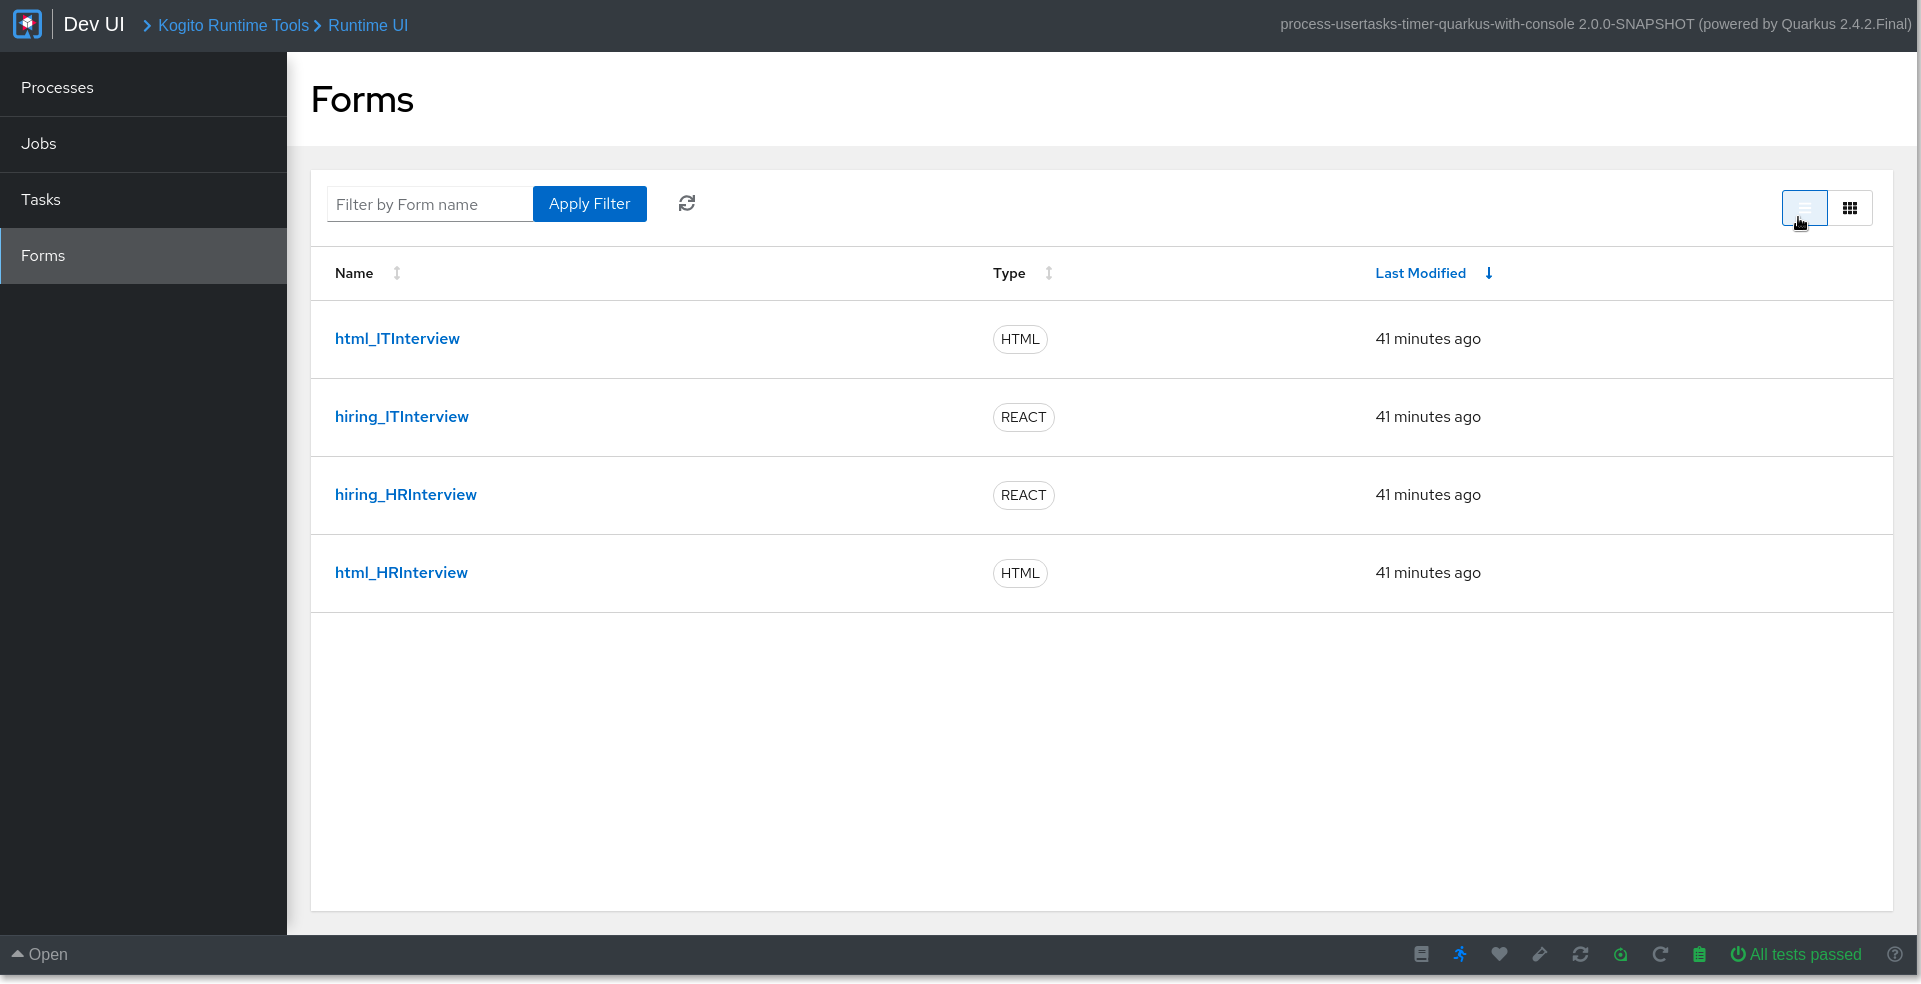 Dev UI Kogito Runtime Tools Runtime UI process-usertasks-timer-quarkus-with-console 2.0.0-SNAPSHOT (powered by Quarkus 2.4.2.Final)
Processes
Jobs
Tasks
Forms
Forms
Filter by Form name Apply Filter
Name Type Last Modified
html_ITInterview HTML 41 minutes ago
hiring_ITInterview REACT 41 minutes ago
hiring_HRInterview REACT 41 minutes ago
html_HRInterview HTML 41 minutes ago
Open All tests passed